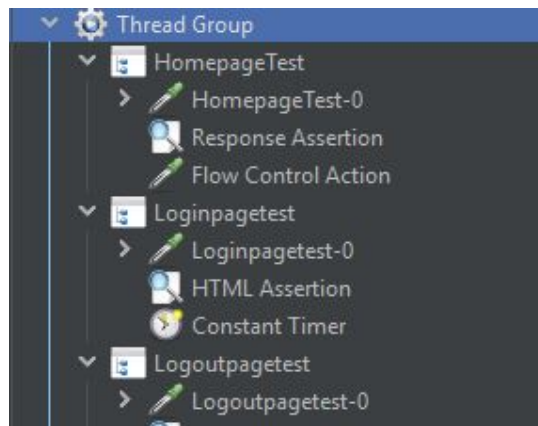 Thread Group
HomepageTest
HomepageTest-0
Response Assertion
Flow Control Action
Loginpagetest
Loginpagetest-0
HTML Assertion
Constant Timer
Logoutpagetest
Logoutpagetest-0